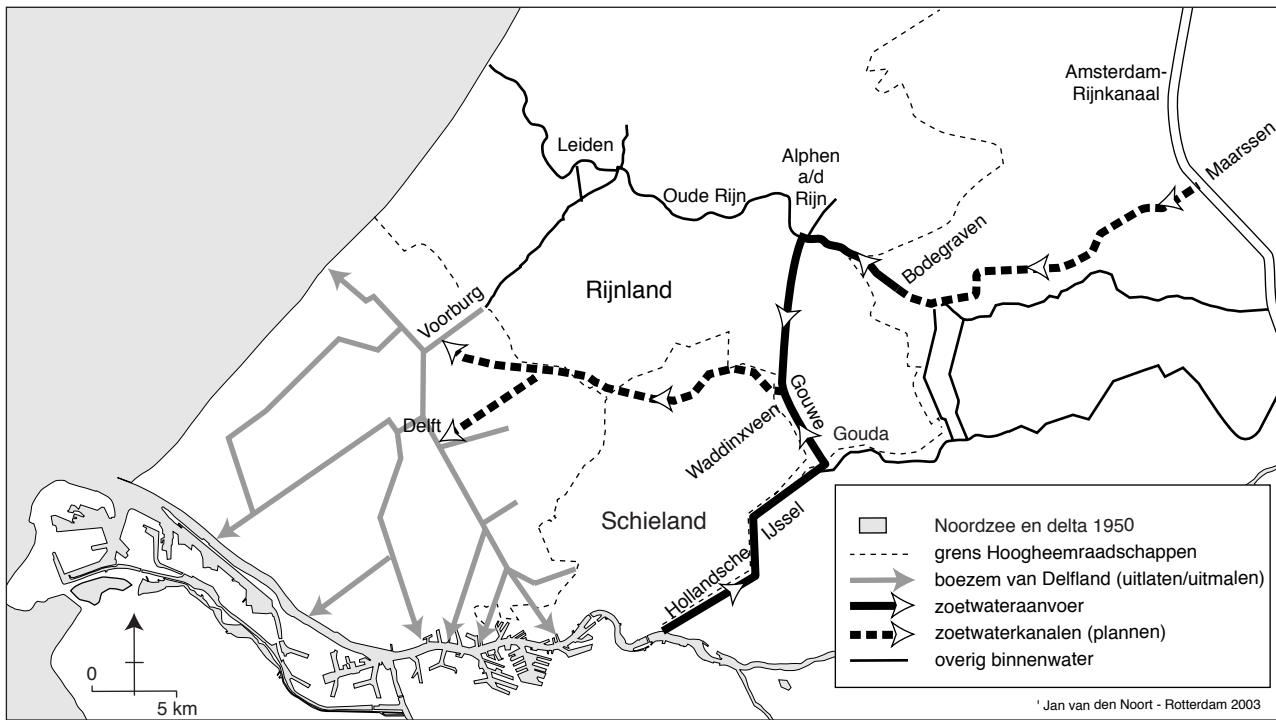 Amsterdam-
Rijnkanaal
Maarssen
Leiden
Alphen
a/d
Rijn
Oude Rijn
Bodegraven
Rijnland
Voorburg
Gouwe
Delft
Waddinxveen
Gouda
Schieland
IJssel
Hollandsche
Noordzee en delta 1950
grens Hoogheemraadschappen
boezem van Delfland (uitlaten/uitmalen)
zoetwateraanvoer
zoetwaterkanalen (plannen)
overig binnenwater
0
5 km
Jan van den Noort - Rotterdam 2003